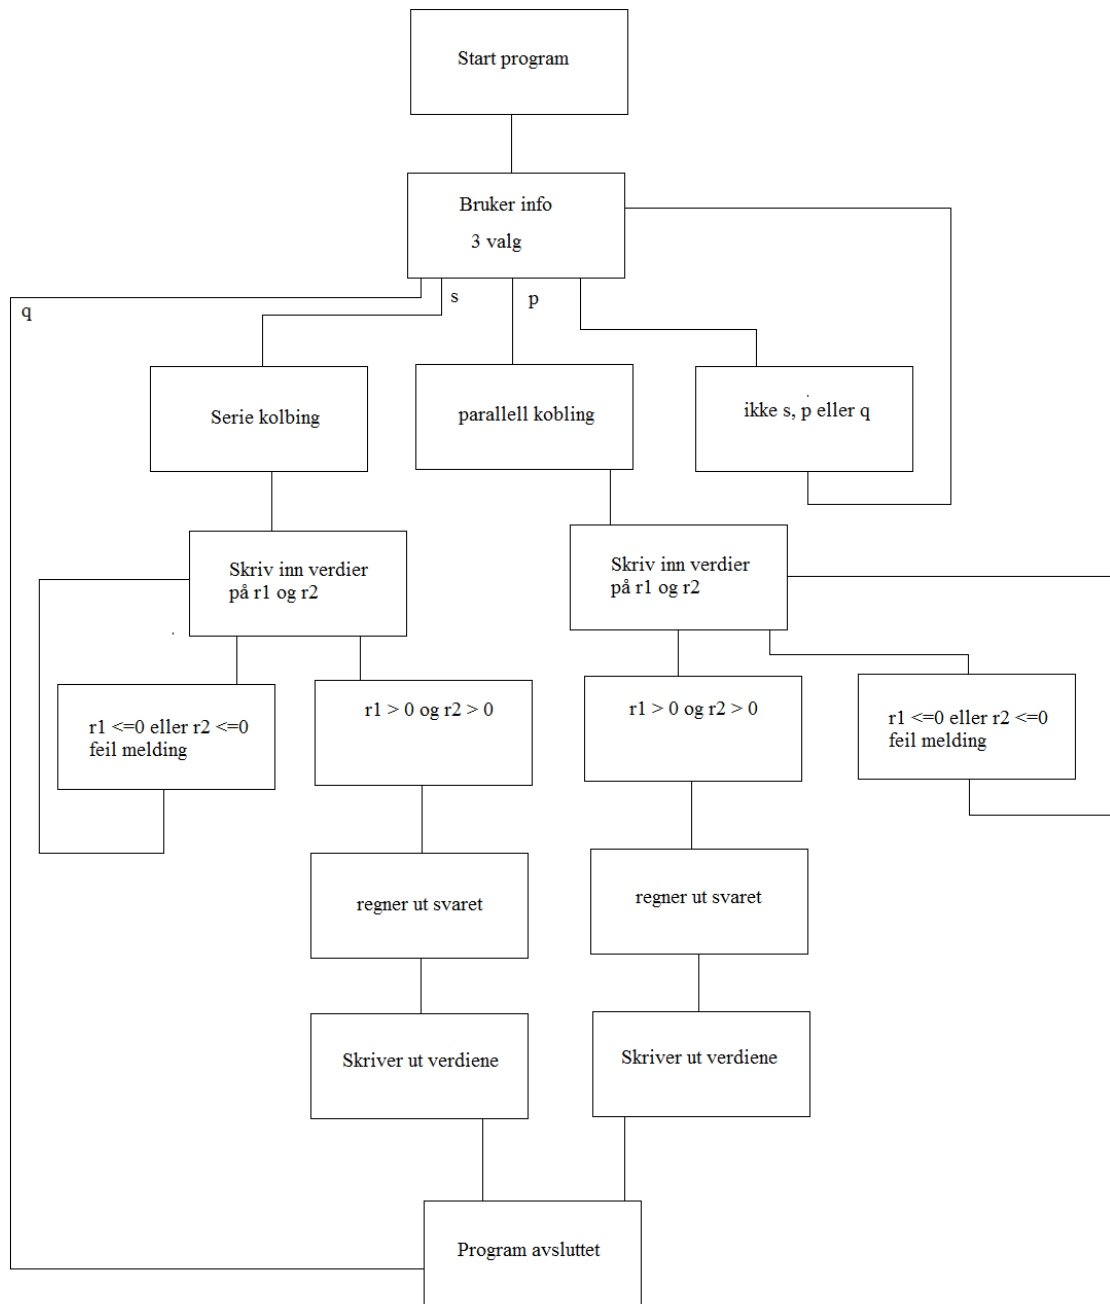 Start program
Bruker info
3 valg
q
s
p
Serie kolbing
parallell kobling
ikke s, p eller q
Skriv inn verdier
på r1 og r2
Skriv inn verdier
på r1 og r2
r1 <=0 eller r2 <=0
feil melding
r1 > 0 og r2 > 0
r1 > 0 og r2 > 0
r1 <=0 eller r2 <=0
feil melding
regner ut svaret
regner ut svaret
Skriver ut verdiene
Skriver ut verdiene
Program avsluttet